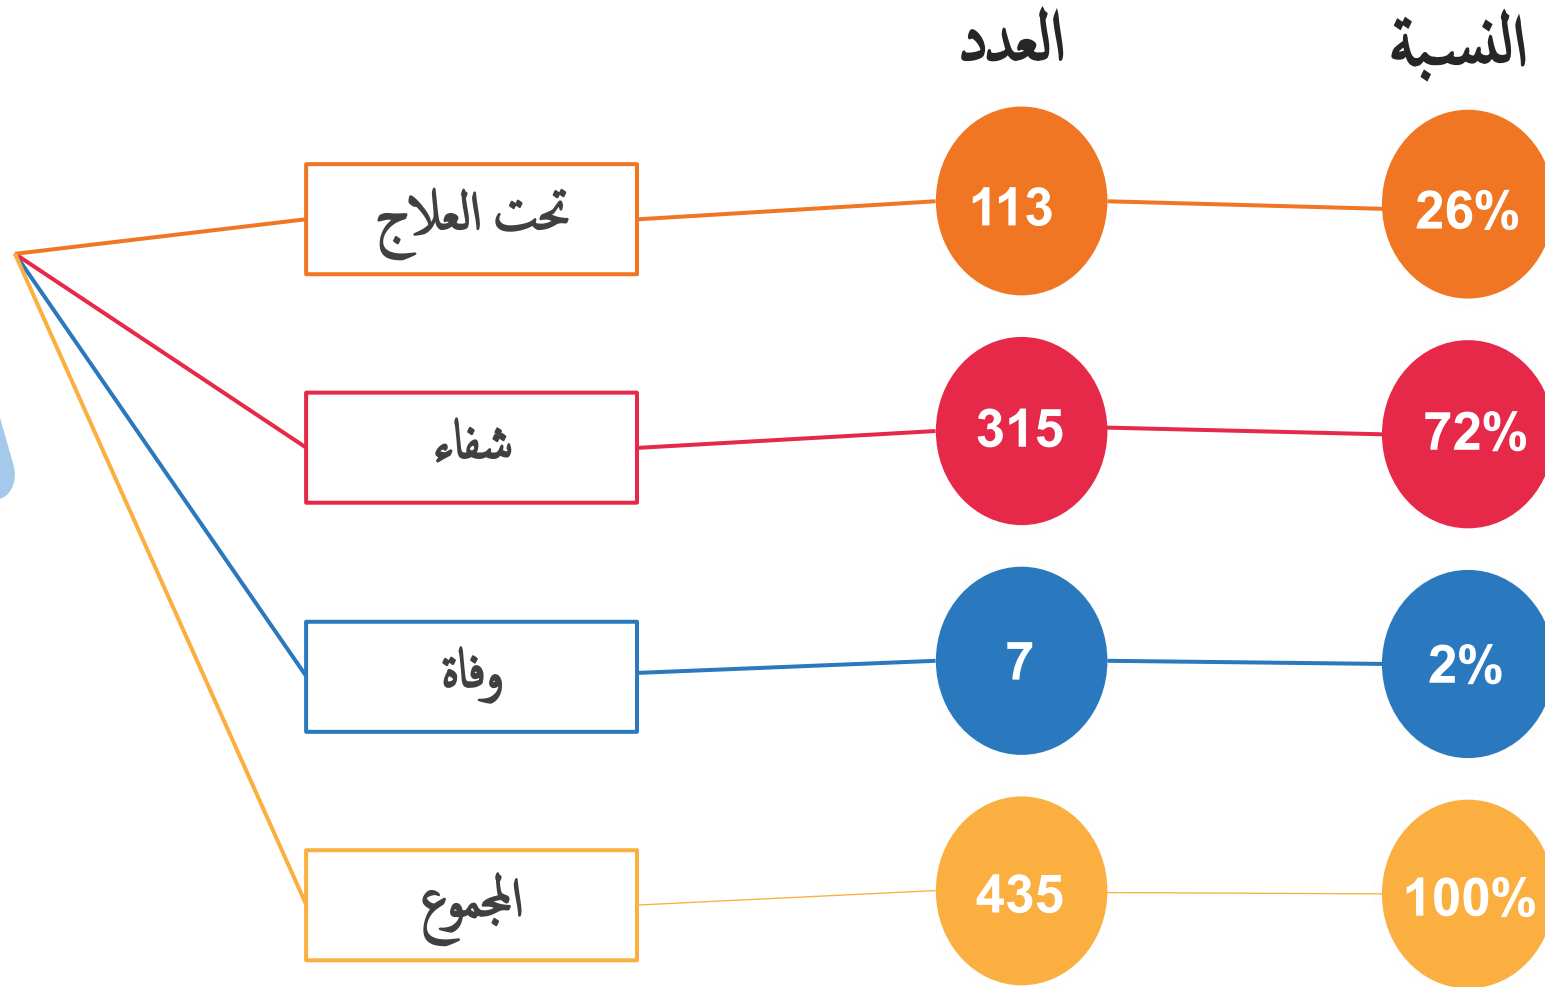 العدد النسبة
تحت العلاج 113 26%
شفاء 315 72%
وفاة 7 2%
المجموع 435 100%